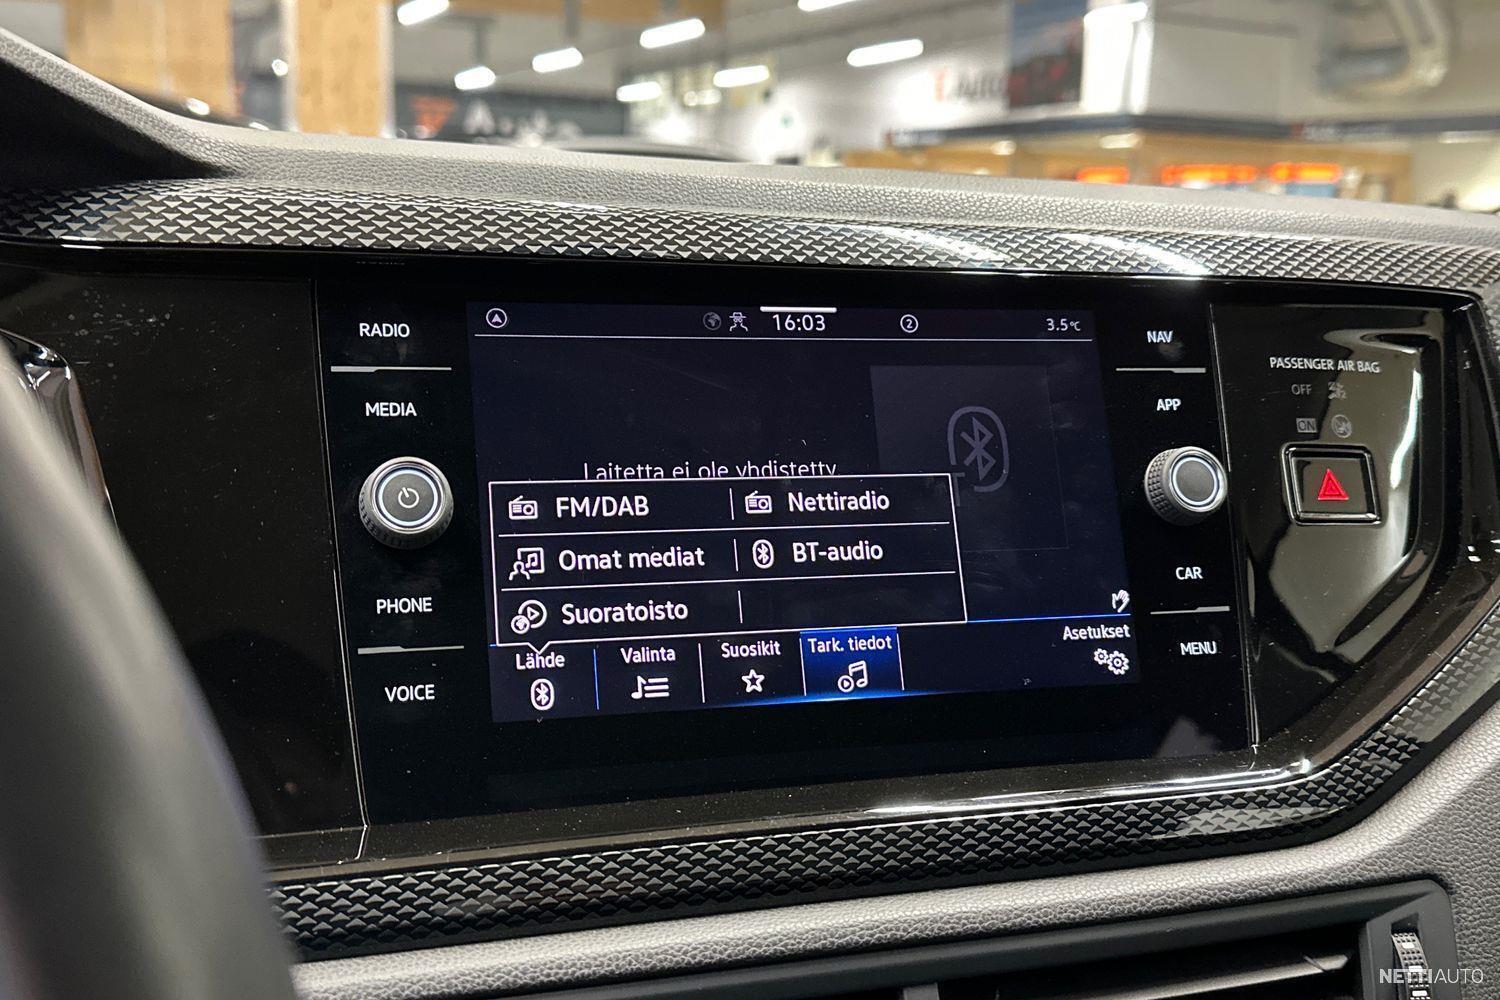 RADIO
MEDIA
PHONE
VOICE
16:03
2
3.5°C
Laitetta ei ole yhdistetty.
FM/DAB
Nettiradio
Omat mediat
BT-audio
Suoratoisto
Lähde
Valinta
Suosikit
Tark. tiedot
Asetukset
NAV
APP
CAR
MENU
PASSENGER AIR BAG
OFF
ON
NETTIAUTO